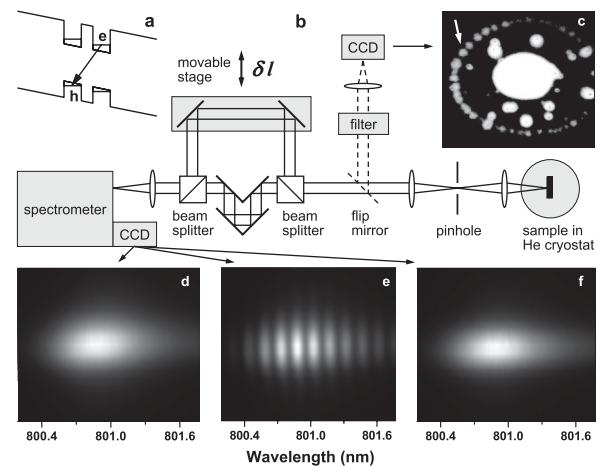 a
e
h
b
movable
stage
δl
CCD
filter
c
spectrometer
CCD
beam
splitter
beam
splitter
flip
mirror
pinhole
sample in
He cryostat
d
e
f
800.4 801.0 801.6
800.4 801.0 801.6
800.4 801.0 801.6
Wavelength (nm)